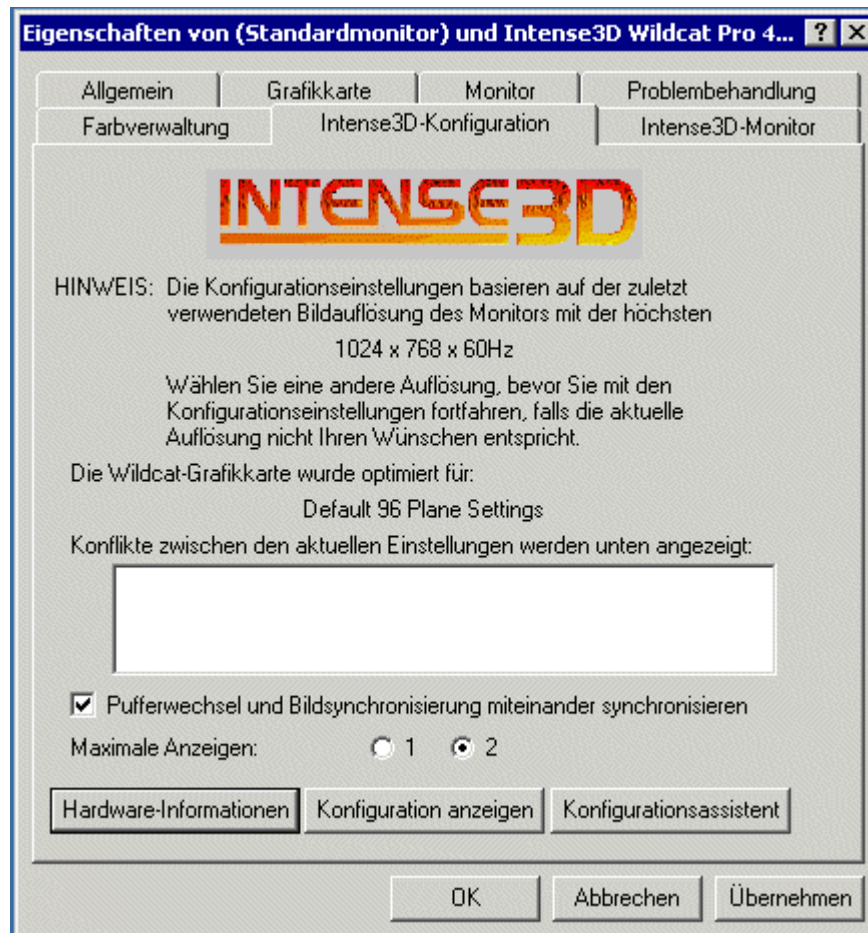 Eigenschaften von (Standardmonitor) und Intense3D Wildcat Pro 4...
Allgemein Grafikkarte Monitor Problembehandlung
Farbverwaltung Intense3D-Konfiguration Intense3D-Monitor
INTENSE3D
HINWEIS: Die Konfigurationseinstellungen basieren auf der zuletzt
verwendeten Bildauflösung des Monitors mit der höchsten
1024 x 768 x 60Hz
Wählen Sie eine andere Auflösung, bevor Sie mit den
Konfigurationseinstellungen fortfahren, falls die aktuelle
Auflösung nicht Ihren Wünschen entspricht.
Die Wildcat-Grafikkarte wurde optimiert für:
Default 96 Plane Settings
Konflikte zwischen den aktuellen Einstellungen werden unten angezeigt:
Pufferwechsel und Bildsynchronisierung miteinander synchronisieren
Maximale Anzeigen: 1 2
Hardware-Informationen Konfiguration anzeigen Konfigurationsassistent
OK Abbrechen Übernehmen